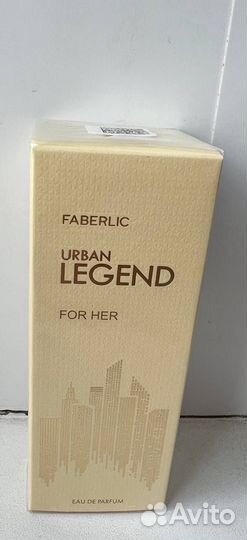 FABERLIC
URBAN
LEGEND
FOR HER
EAU DE PARFUM
Avito